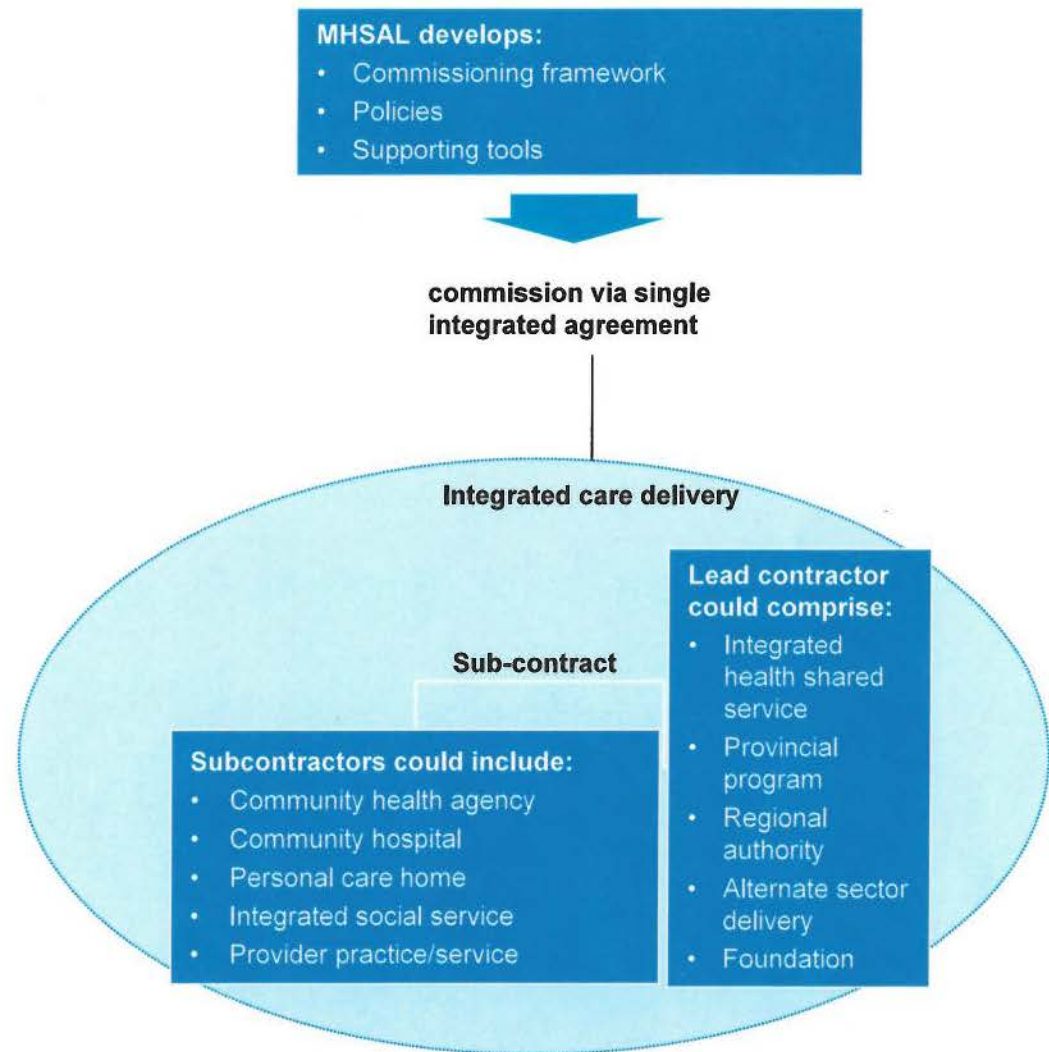 MHSAL develops:
• Commissioning framework
• Policies
• Supporting tools
commission via single
integrated agreement
Integrated care delivery
Lead contractor
could comprise:
• Integrated
health shared
service
• Provincial
program
• Regional
authority
• Alternate sector
delivery
• Foundation
Sub-contract
Subcontractors could include:
• Community health agency
• Community hospital
• Personal care home
• Integrated social service
• Provider practice/service